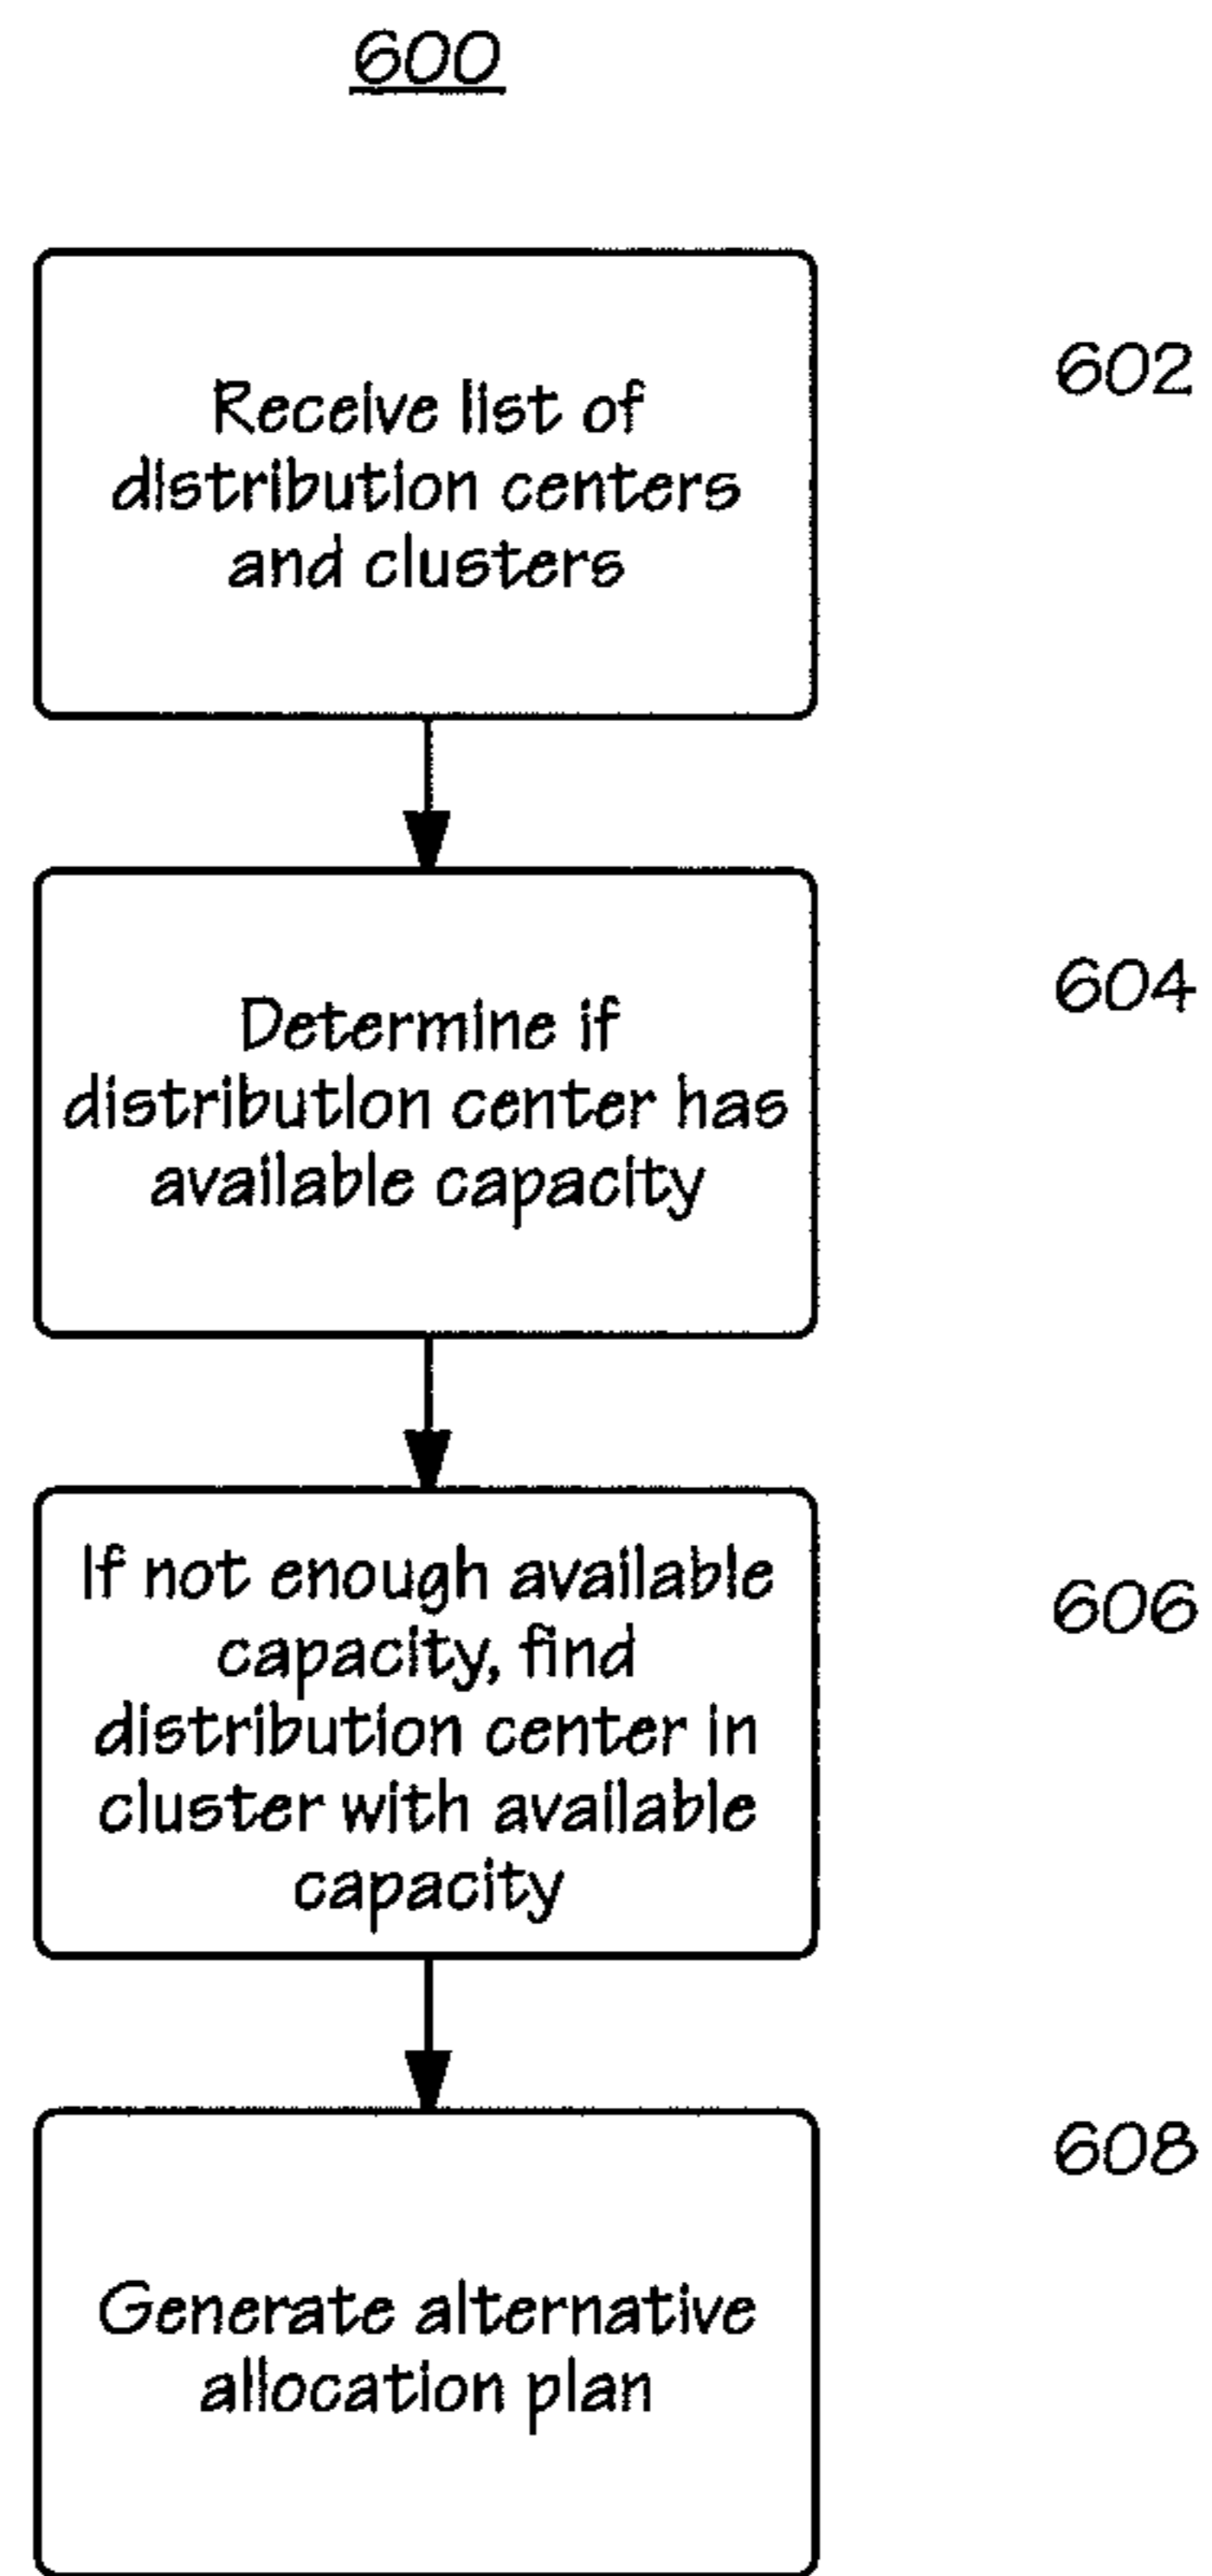 600
Receive list of
distribution centers
and clusters
602
Determine if
distribution center has
available capacity
604
If not enough available
capacity, find
distribution center in
cluster with available
capacity
606
Generate alternative
allocation plan
608